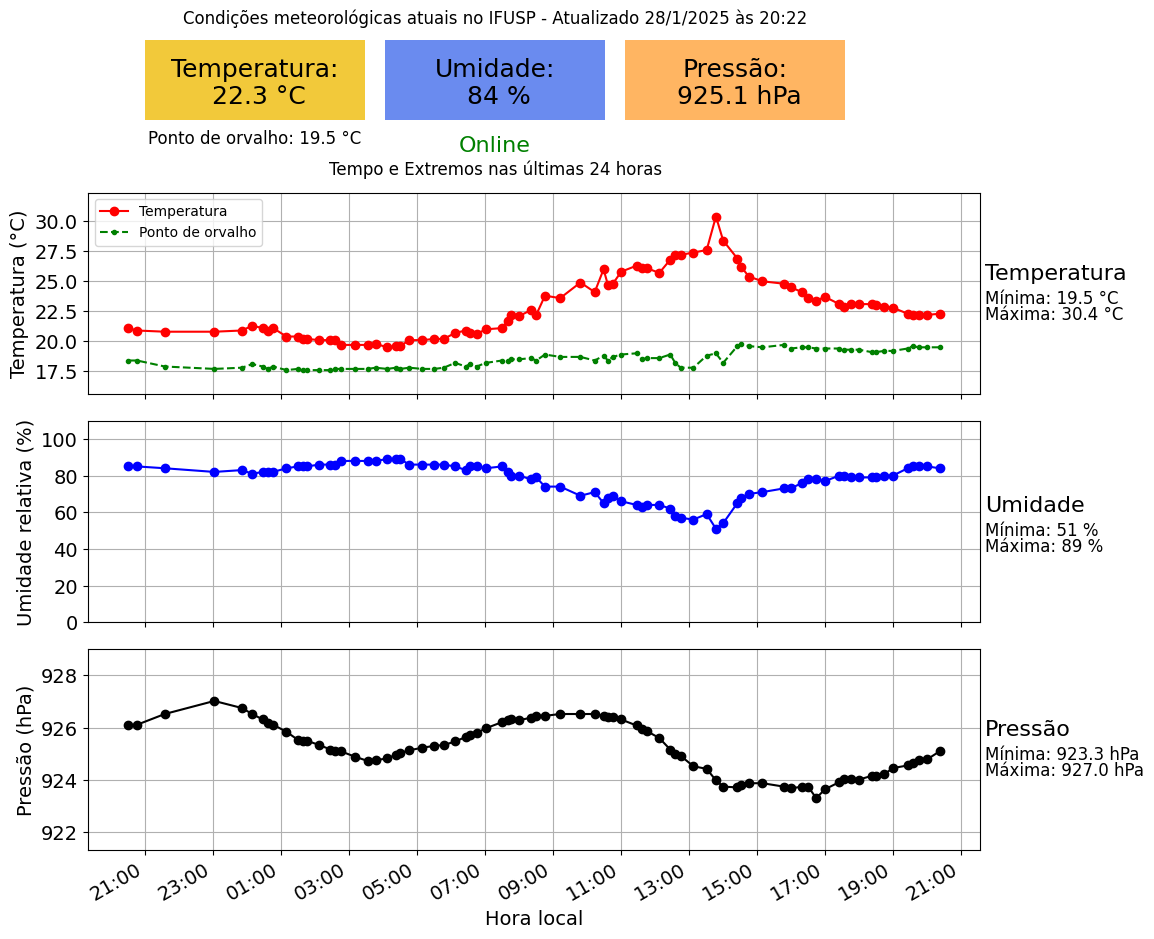 Condições meteorológicas atuais no IFUSP - Atualizado 28/1/2025 às 20:22
Temperatura:
22.3 °C
Umidade:
84 %
Pressão:
925.1 hPa
Ponto de orvalho: 19.5 °C
Online
Tempo e Extremos nas últimas 24 horas
Temperatura (°C)
30.0
27.5
25.0
22.5
20.0
17.5
Temperatura
Ponto de orvalho
Temperatura
Mínima: 19.5 °C
Máxima: 30.4 °C
Umidade relativa (%)
100
80
60
40
20
0
Umidade
Mínima: 51 %
Máxima: 89 %
Pressão (hPa)
928
926
924
922
Pressão
Mínima: 923.3 hPa
Máxima: 927.0 hPa
21:00 23:00 01:00 03:00 05:00 07:00 09:00 11:00 13:00 15:00 17:00 19:00 21:00
Hora local